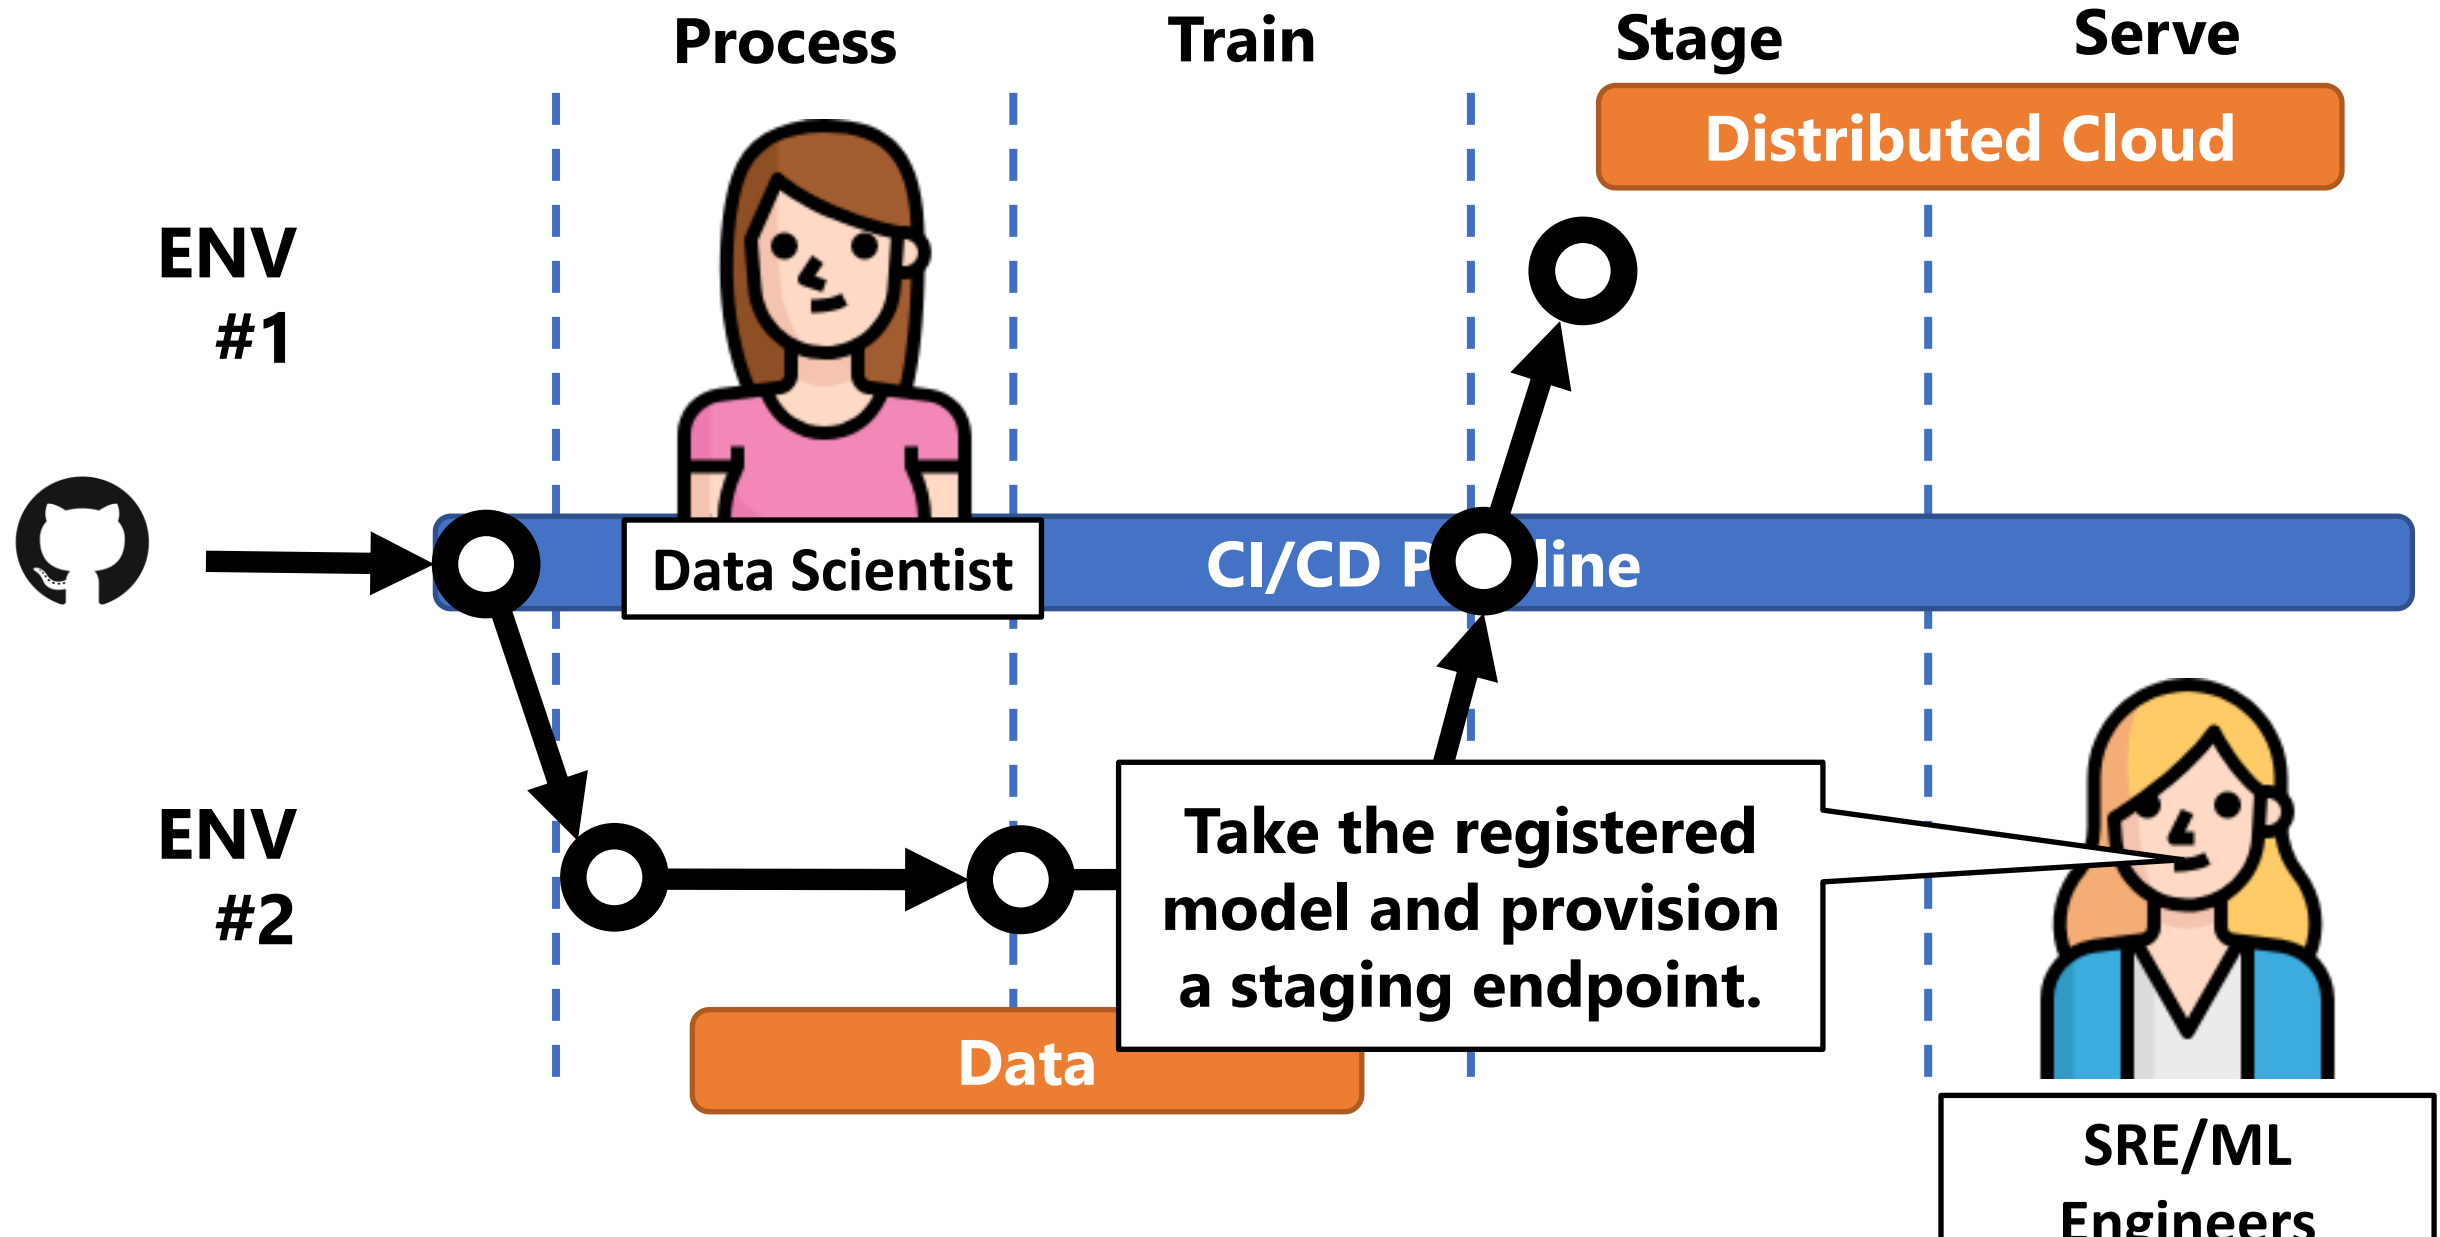 Process
Train
Stage
Serve
Distributed Cloud
ENV
#1
Data Scientist
CI/CD P line
ENV
#2
Take the registered
model and provision
a staging endpoint.
Data
SRE/ML
Engineers